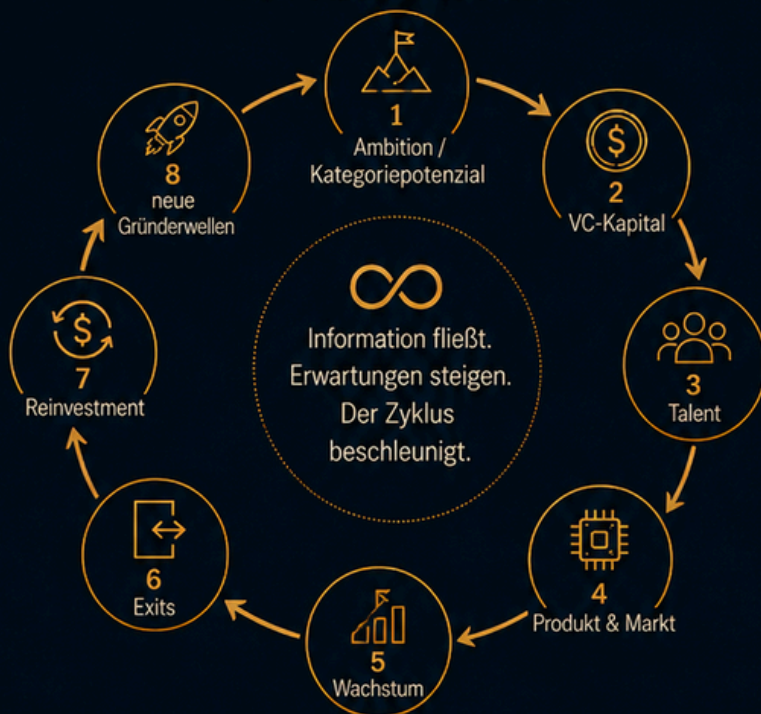 1
Ambition /
Kategoriepotenzial
$
2
VC-Kapital
3
Talent
4
Produkt & Markt
5
Wachstum
6
Exits
$
7
Reinvestment
8
neue
Gründerwellen
Information fließt.
Erwartungen steigen.
Der Zyklus
beschleunigt.